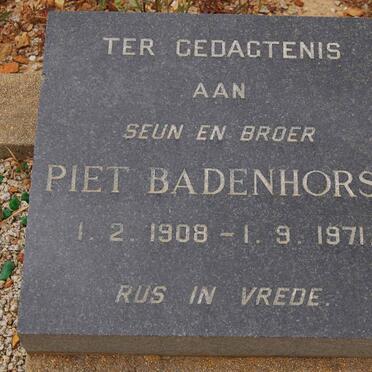 TER GEDAGTENIS
AAN
SEUN EN BROER
PIET BADENHORS
1. 2. 1908 – 1. 9. 1971
RUS IN VREDE.